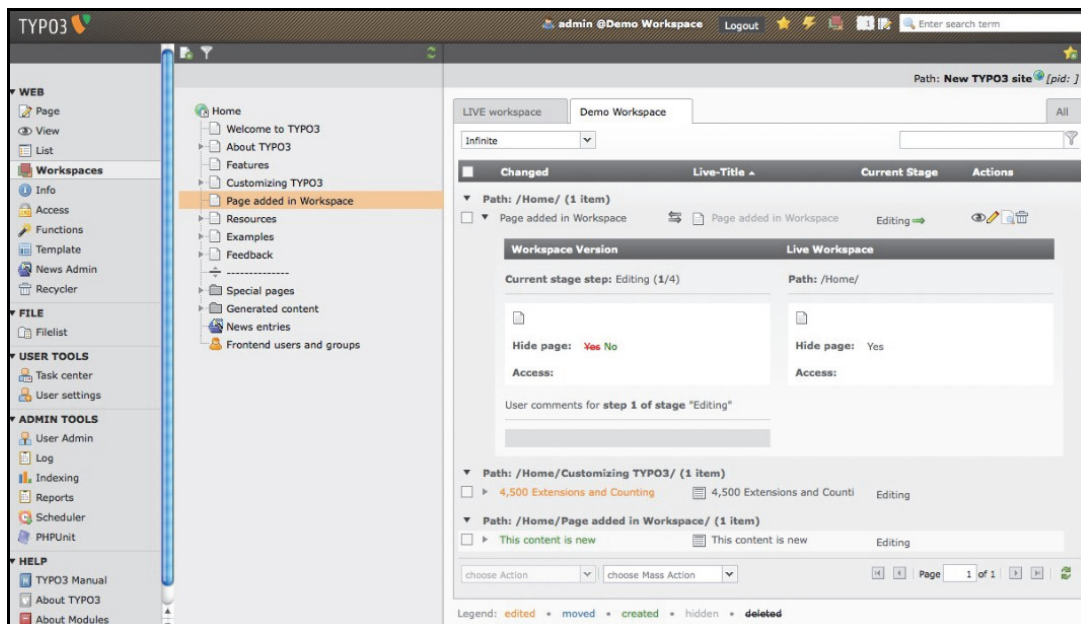 TYPO3
admin @Demo Workspace
Logout
1
Enter search term
Path: New TYPO3 site [pid: ]
WEB
Page
View
List
Workspaces
Info
Access
Functions
Template
News Admin
Recycler
FILE
Filelist
USER TOOLS
Task center
User settings
ADMIN TOOLS
User Admin
Log
Indexing
Reports
Scheduler
PHPUnit
HELP
TYPO3 Manual
About TYPO3
About Modules
Home
Welcome to TYPO3
About TYPO3
Features
Customizing TYPO3
Page added in Workspace
Resources
Examples
Feedback
--------------
Special pages
Generated content
News entries
Frontend users and groups
LIVE workspace Demo Workspace All
Infinite
Changed Live-Title Current Stage Actions
Path: /Home/ (1 item)
Page added in Workspace Page added in Workspace Editing
Workspace Version Live Workspace
Current stage step: Editing (1/4) Path: /Home/
Hide page: Yes No Hide page: Yes
Access: Access:
User comments for step 1 of stage "Editing"
Path: /Home/Customizing TYPO3/ (1 item)
4,500 Extensions and Counting 4,500 Extensions and Counti Editing
Path: /Home/Page added in Workspace/ (1 item)
This content is new This content is new Editing
choose Action choose Mass Action Page 1 of 1
Legend: edited • moved • created • hidden • deleted